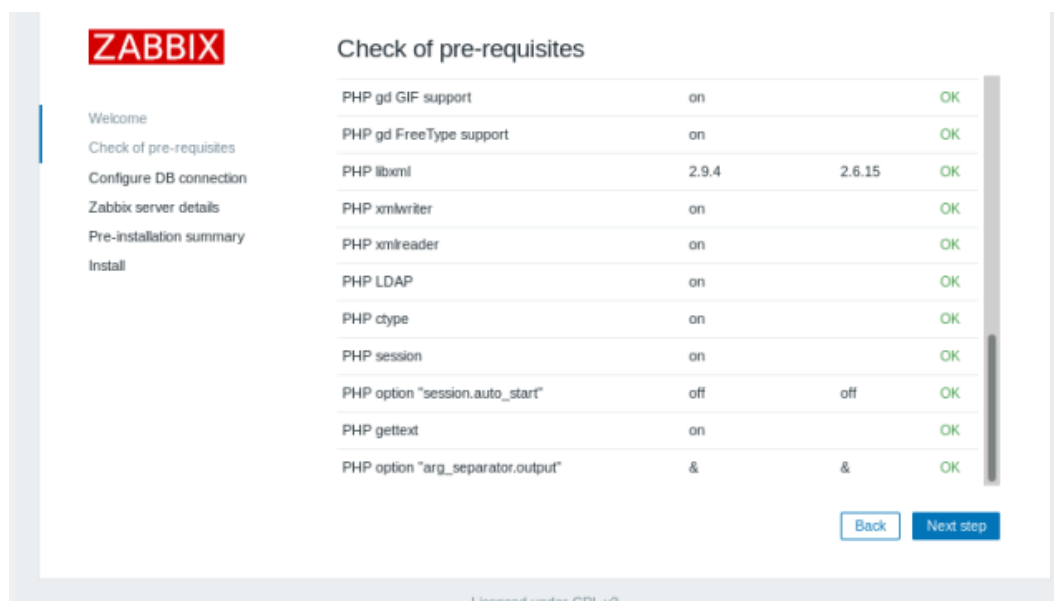 ZABBIX
Check of pre-requisites
Welcome
Check of pre-requisites
Configure DB connection
Zabbix server details
Pre-installation summary
Install
PHP gd GIF support on OK
PHP gd FreeType support on OK
PHP libxml 2.9.4 2.6.15 OK
PHP xmlwriter on OK
PHP xmlreader on OK
PHP LDAP on OK
PHP ctype on OK
PHP session on OK
PHP option "session.auto_start" off off OK
PHP gettext on OK
PHP option "arg_separator.output" & & OK
Back Next step
Licensed under GPL v2